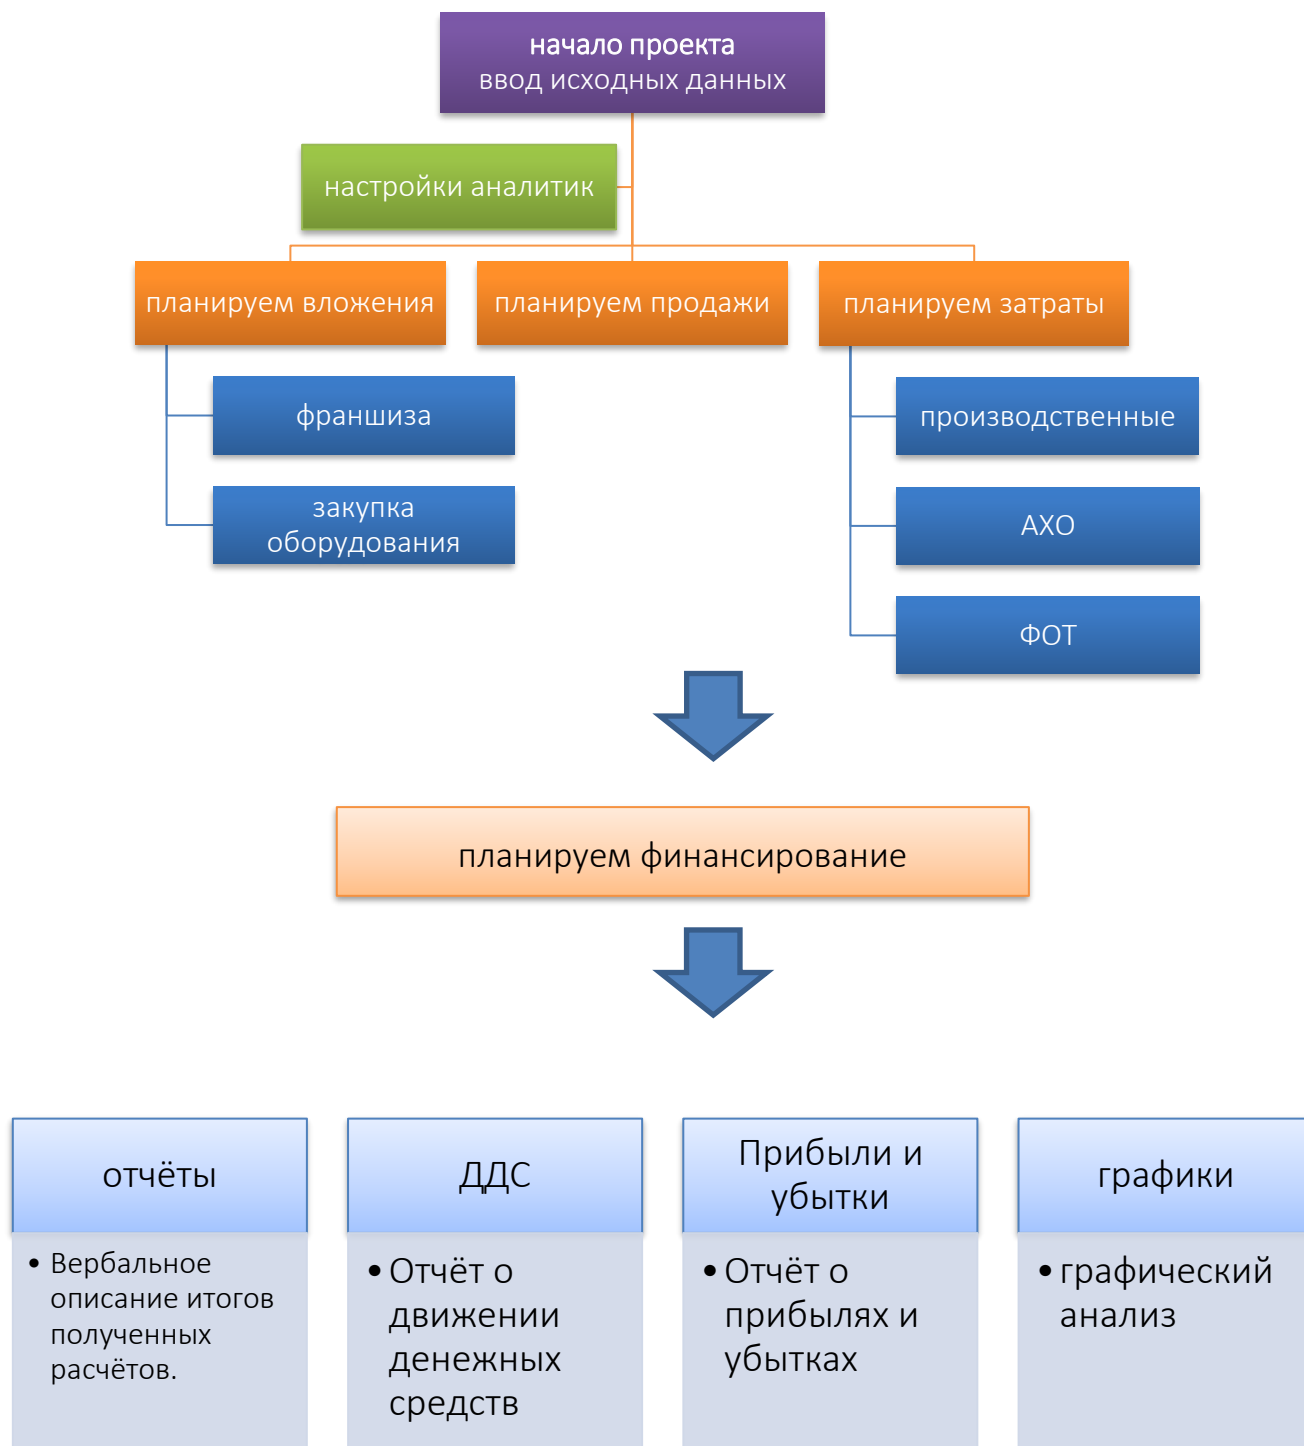 начало проекта
ввод исходных данных
настройки аналитик
планируем вложения
планируем продажи
планируем затраты
франшиза
закупка
оборудования
производственные
АХО
ФОТ
планируем финансирование
отчёты
• Вербальное
описание итогов
полученных
расчётов.
ДДС
• Отчёт о
движении
денежных
средств
Прибыли и
убытки
• Отчёт о
прибылях и
убытках
графики
• графический
анализ